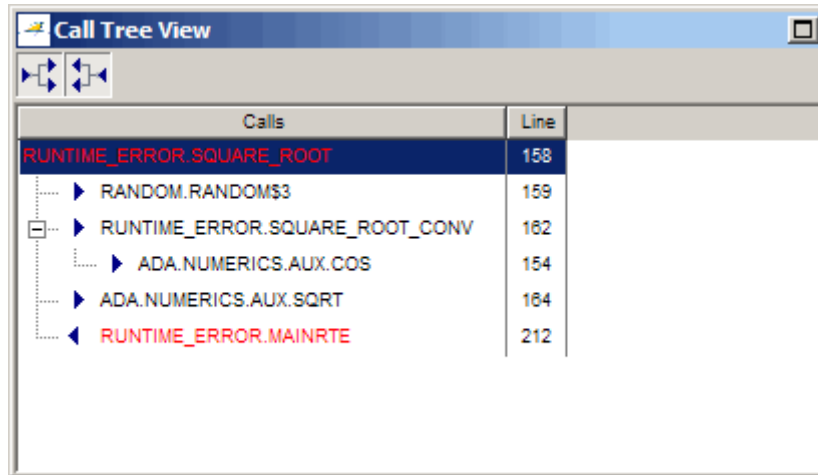 Call Tree View
Calls Line
RUNTIME_ERROR.SQUARE_ROOT 158
RANDOM.RANDOM$3 159
RUNTIME_ERROR.SQUARE_ROOT_CONV 162
ADA.NUMERICS.AUX.COS 154
ADA.NUMERICS.AUX.SQRT 164
RUNTIME_ERROR.MAINRTE 212